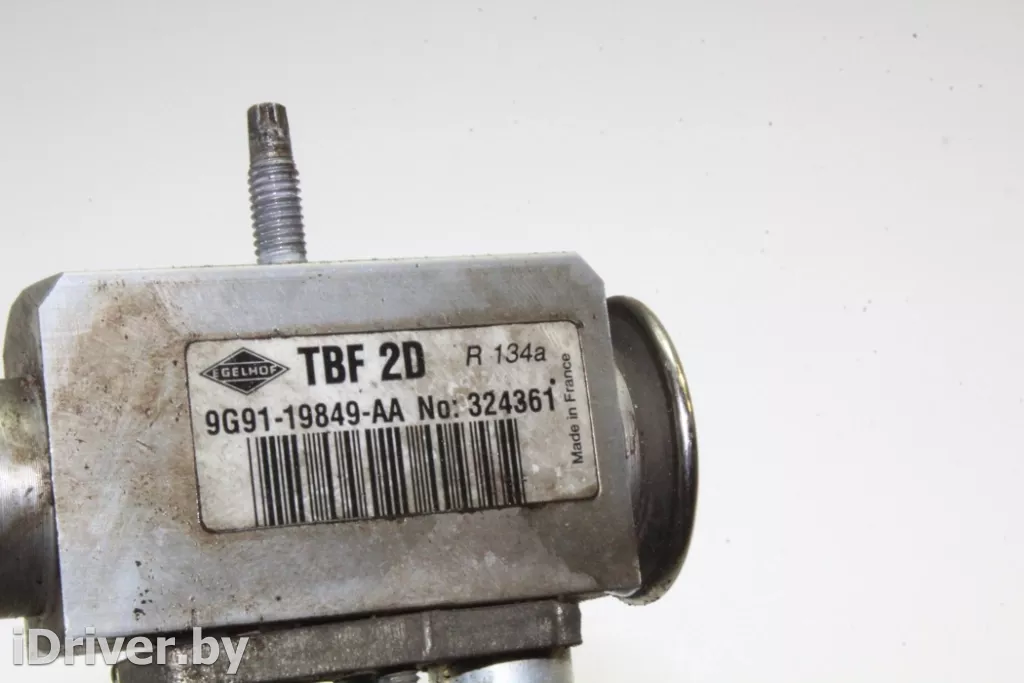 EGELHOF
TBF 2D R 134a
9G91-19849-AA No: 324361
Made in France
iDriver.by